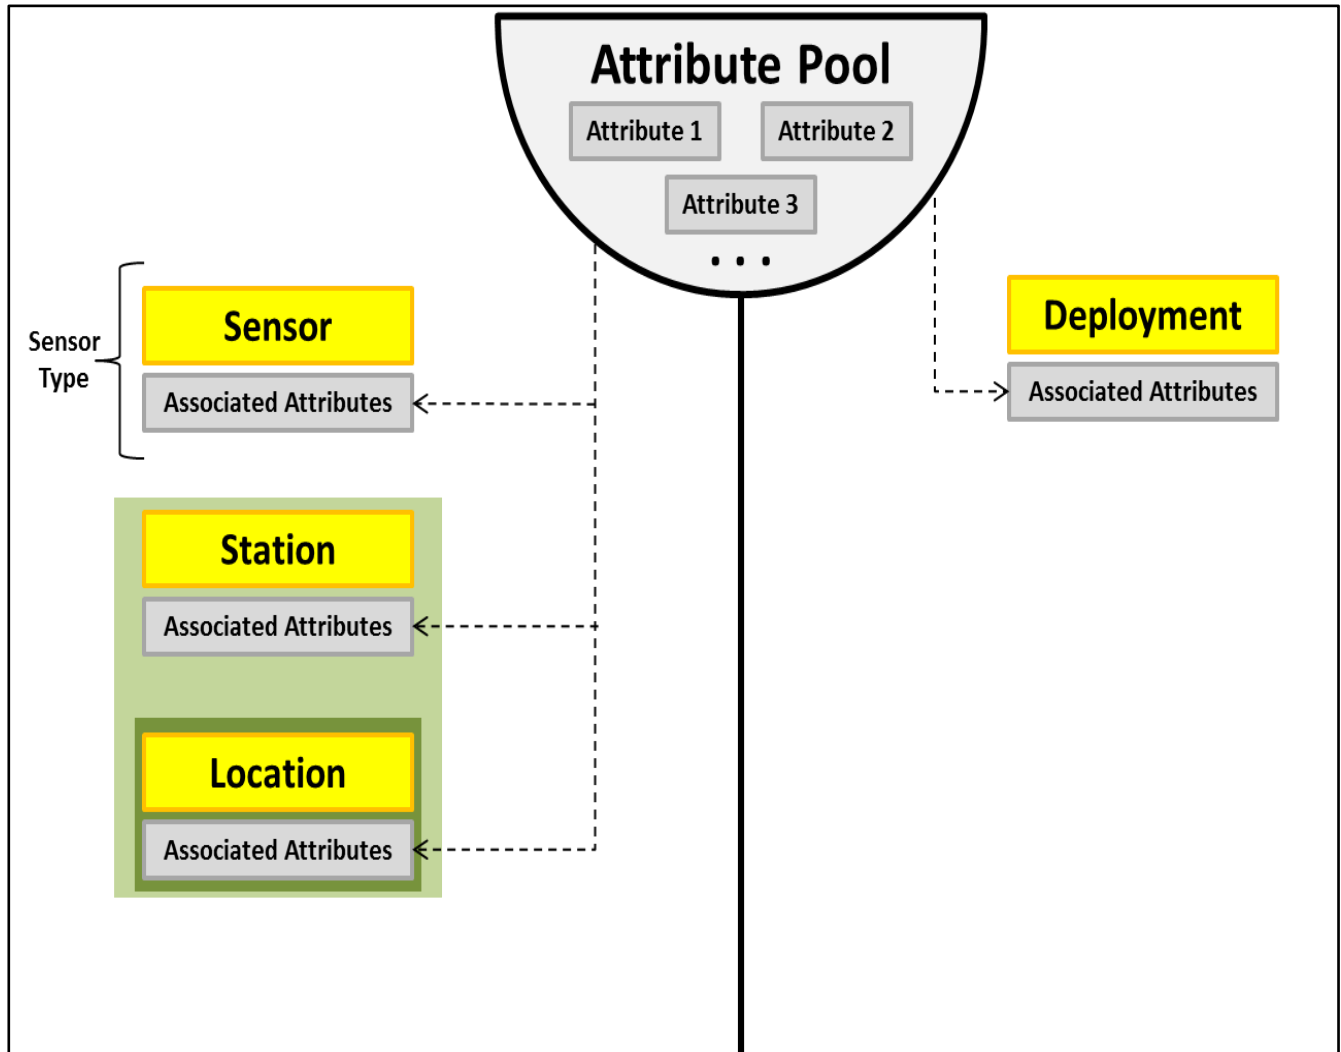 Attribute Pool
Attribute 1
Attribute 2
Attribute 3
. . .
Sensor
Type
Sensor
Associated Attributes
Station
Associated Attributes
Location
Associated Attributes
Deployment
Associated Attributes